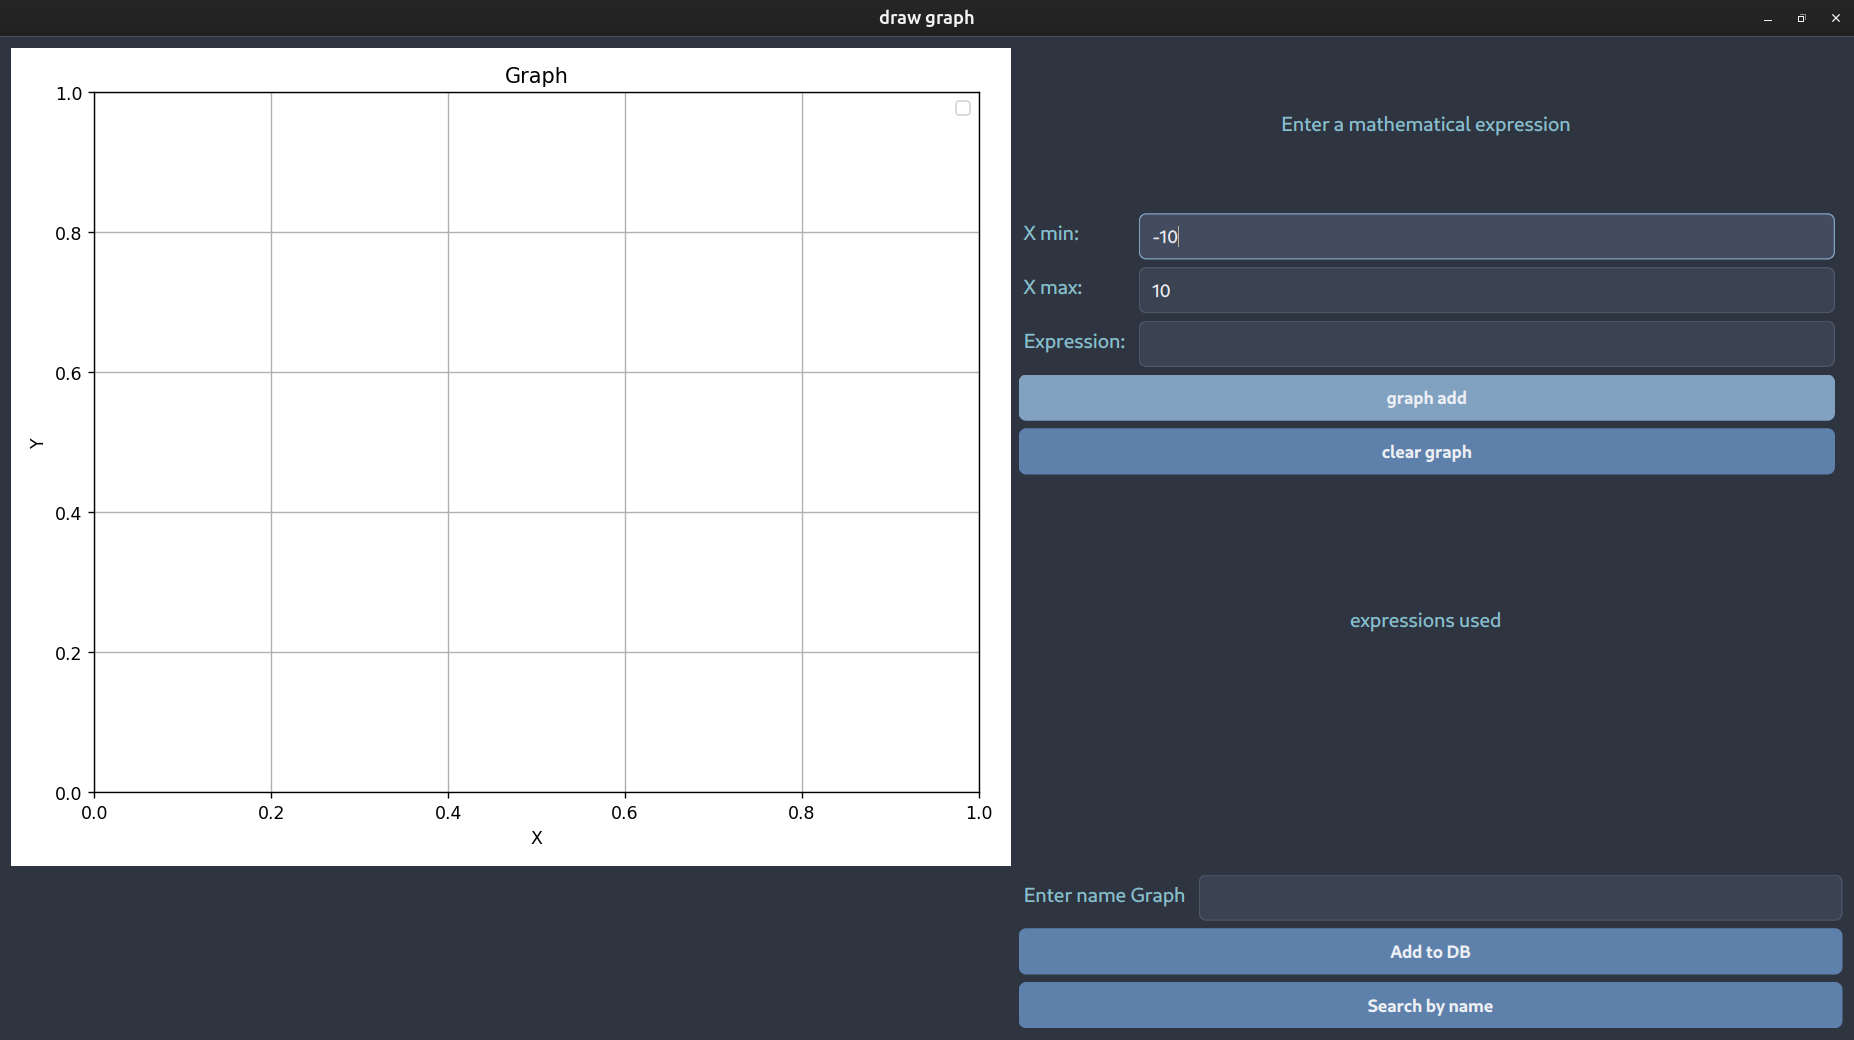 draw graph
Graph
1.0
0.8
0.6
0.4
0.2
0.0
Y
0.0 0.2 0.4 0.6 0.8 1.0
X
Enter a mathematical expression
X min: -10
X max: 10
Expression:
graph add
clear graph
expressions used
Enter name Graph
Add to DB
Search by name